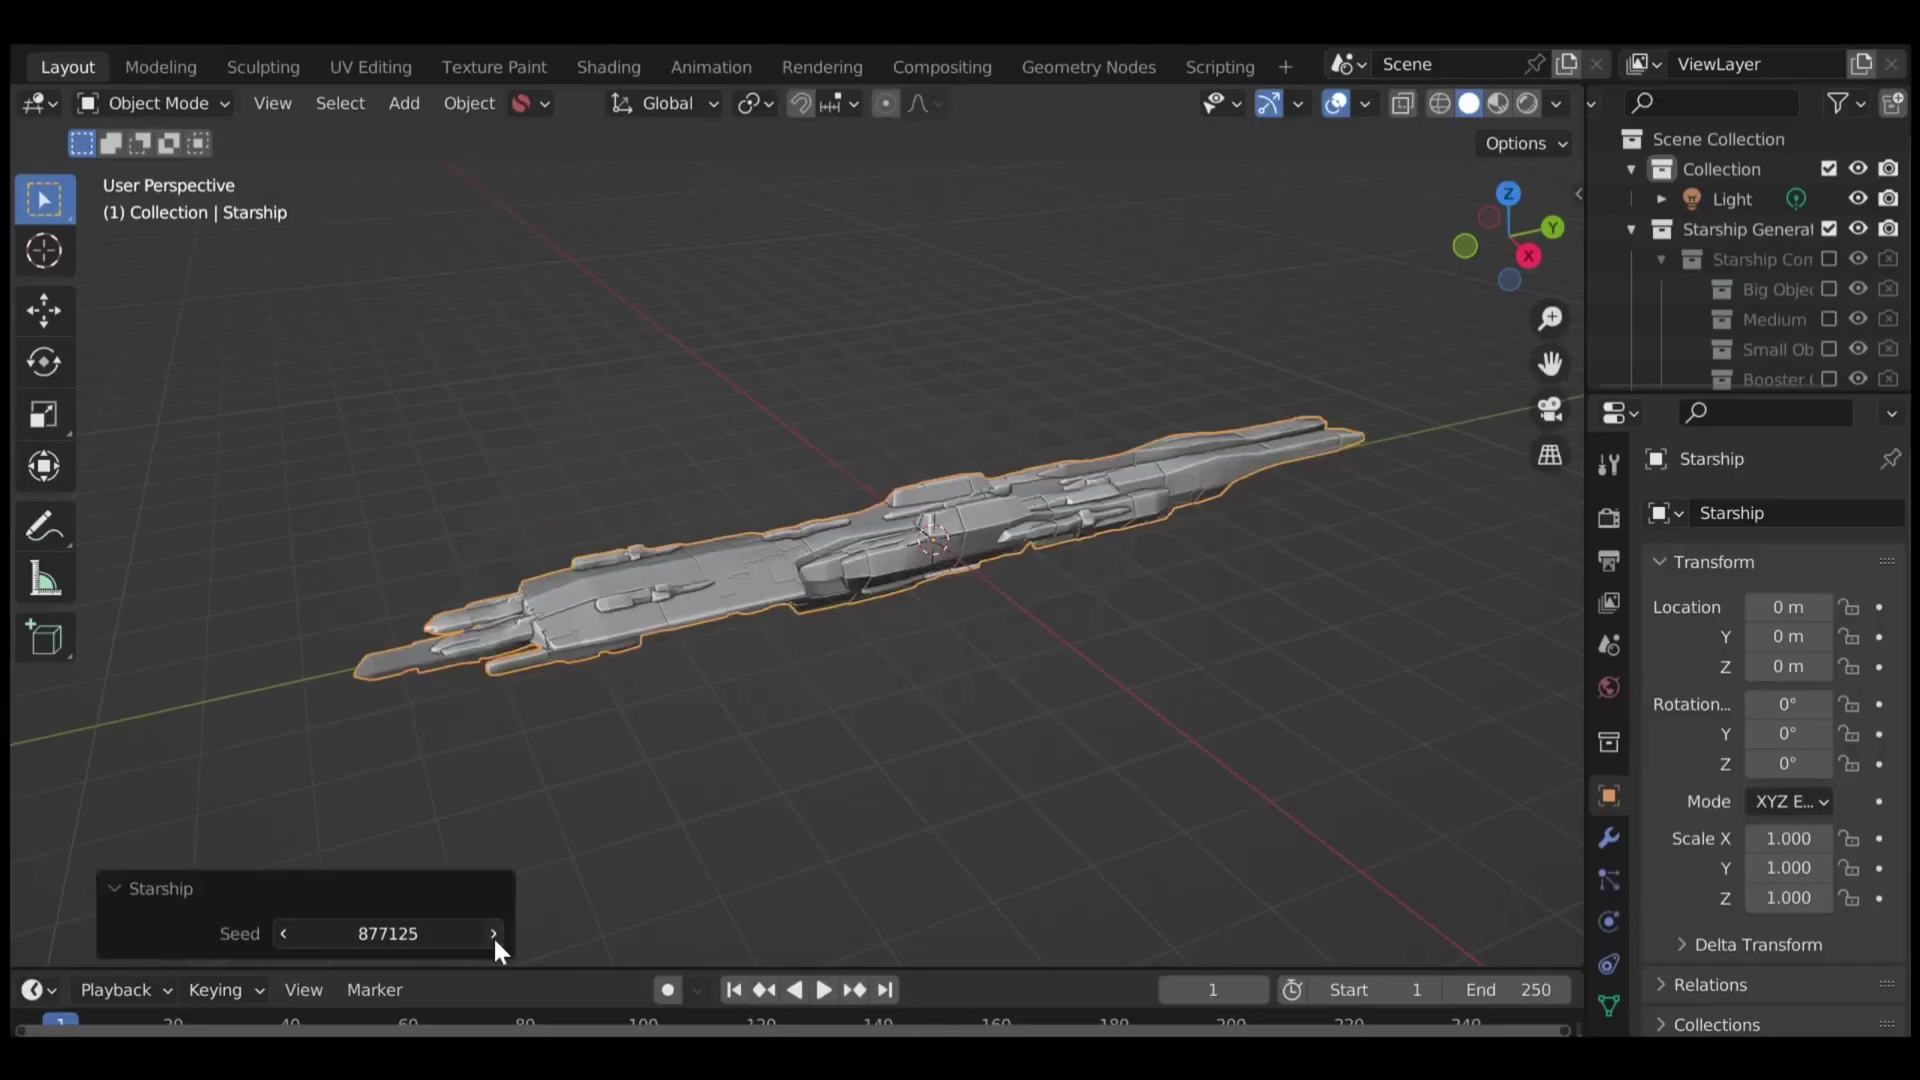 Layout Modeling Sculpting UV Editing Texture Paint Shading Animation Rendering Compositing Geometry Nodes Scripting + Scene ViewLayer
Object Mode View Select Add Object Global
Options
User Perspective
(1) Collection | Starship
Z
Y
X
Scene Collection
Collection
Light
Starship Generat
Starship Con
Big Objec
Medium
Small Ob
Booster
Starship
Starship
Transform
Location 0 m
Y 0 m
Z 0 m
Rotation... 0°
Y 0°
Z 0°
Mode XYZ E...
Scale X 1.000
Y 1.000
Z 1.000
Delta Transform
Relations
Collections
Starship
Seed 877125
Playback Keying View Marker 1 Start 1 End 250
1 20 40 60 80 100 120 140 160 180 200 220 240